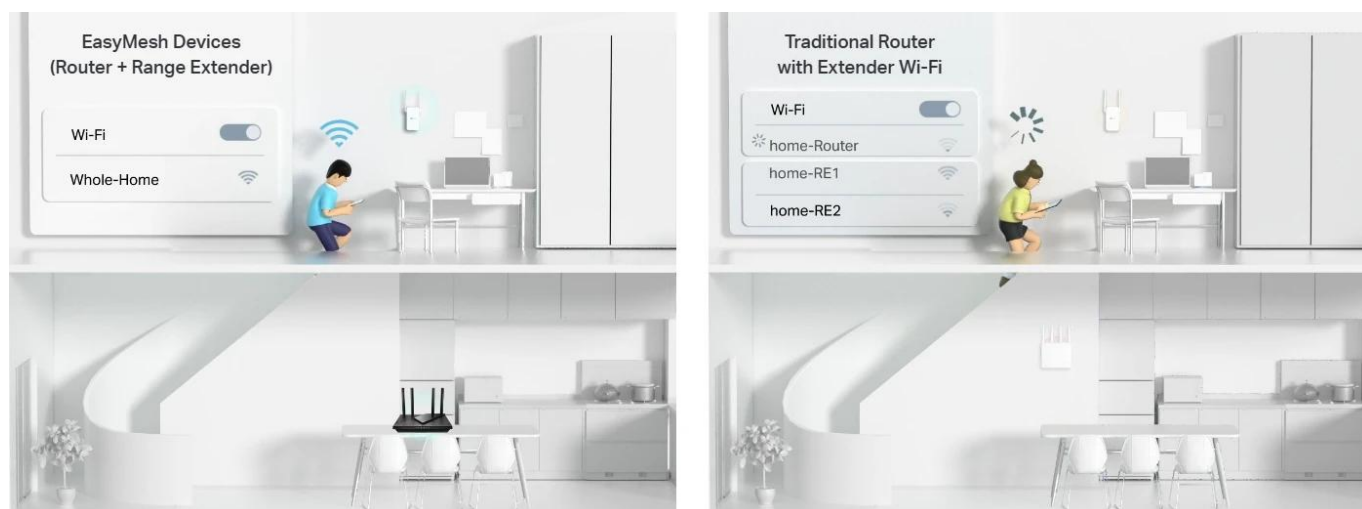 EasyMesh Devices
(Router + Range Extender)
Wi-Fi
Whole-Home
Traditional Router
with Extender Wi-Fi
Wi-Fi
home-Router
home-RE1
home-RE2